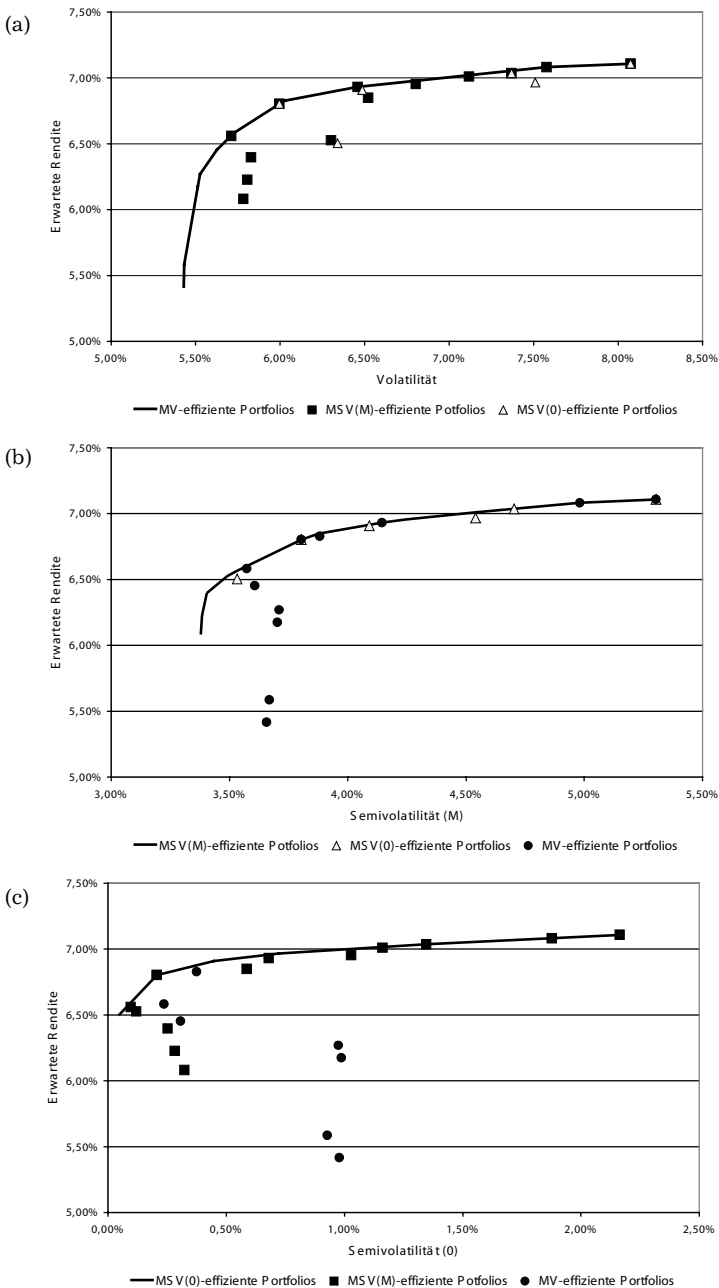 (a)
7,50%
7,00%
6,50%
6,00%
5,50%
5,00%
Erwartete Rendite
5,00% 5,50% 6,00% 6,50% 7,00% 7,50% 8,00% 8,50%
Volatilität
MV-effiziente Portfolios MSV(M)-effiziente Potfolios MSV(0)-effiziente Portfolios
(b)
7,50%
7,00%
6,50%
6,00%
5,50%
5,00%
Erwartete Rendite
3,00% 3,50% 4,00% 4,50% 5,00% 5,50%
Semivolatilität (M)
MSV(M)-effiziente Potfolios MSV(0)-effiziente Portfolios MV-effiziente Portfolios
(c)
7,50%
7,00%
6,50%
6,00%
5,50%
5,00%
Erwartete Rendite
0,00% 0,50% 1,00% 1,50% 2,00% 2,50%
Semivolatilität (0)
MSV(0)-effiziente Portfolios MSV(M)-effiziente Potfolios MV-effiziente Portfolios